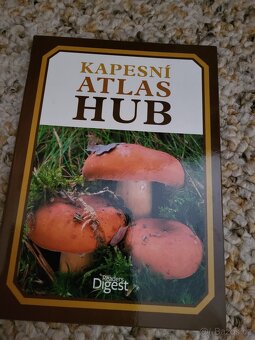 KAPESNÍ
ATLAS
HUB
Reader's
Digest